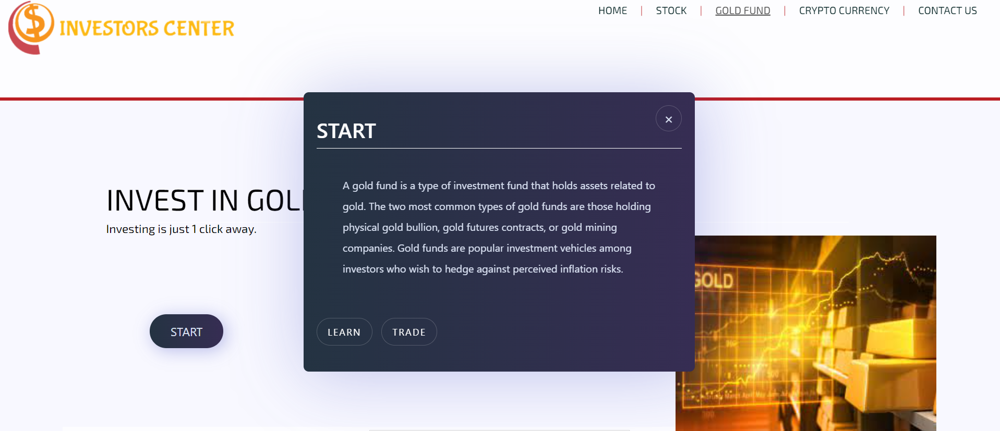 INVESTORS CENTER
HOME | STOCK | GOLD FUND | CRYPTO CURRENCY | CONTACT US
START
×
A gold fund is a type of investment fund that holds assets related to
gold. The two most common types of gold funds are those holding
physical gold bullion, gold futures contracts, or gold mining
companies. Gold funds are popular investment vehicles among
investors who wish to hedge against perceived inflation risks.
LEARN TRADE
INVEST IN GOL
Investing is just 1 click away.
START
GOLD